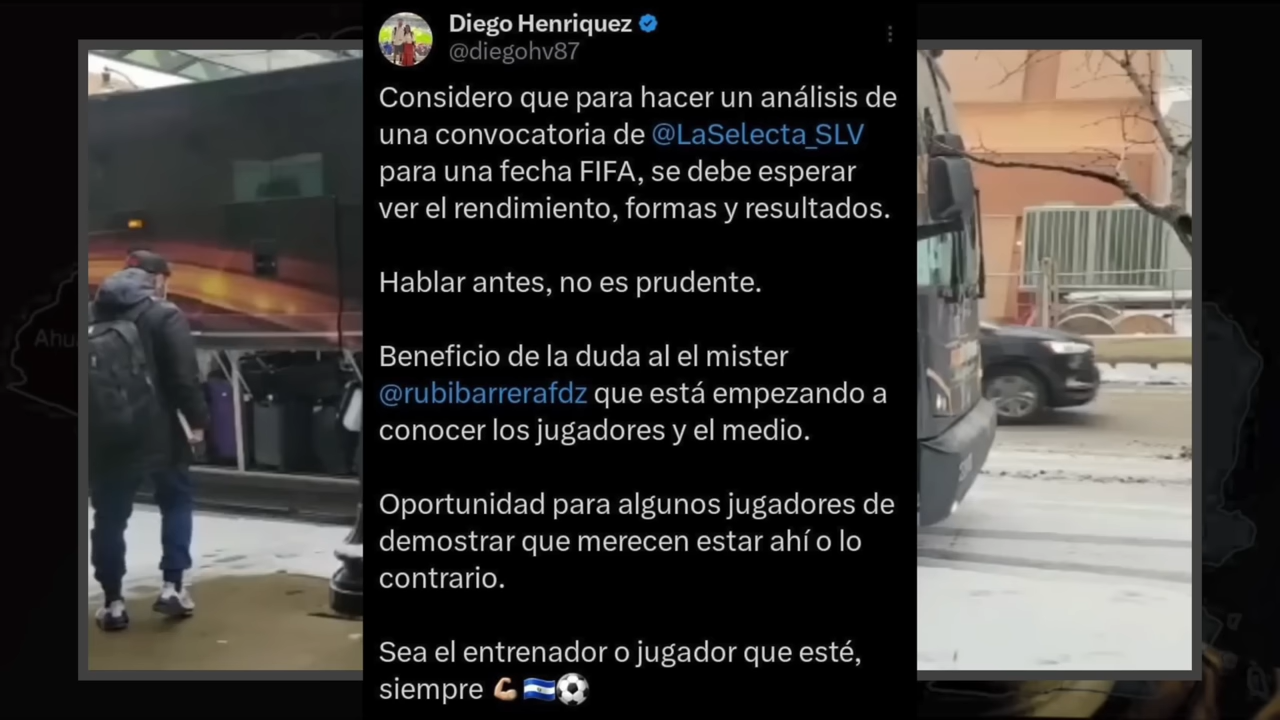 Diego Henriquez
@diegohv87
Considero que para hacer un análisis de
una convocatoria de @LaSelecta_SLV
para una fecha FIFA, se debe esperar
ver el rendimiento, formas y resultados.
Hablar antes, no es prudente.
Beneficio de la duda al el mister
@rubibarrerafdz que está empezando a
conocer los jugadores y el medio.
Oportunidad para algunos jugadores de
demostrar que merecen estar ahí o lo
contrario.
Sea el entrenador o jugador que esté,
siempre 💪🏼🇸🇻⚽
Ahu